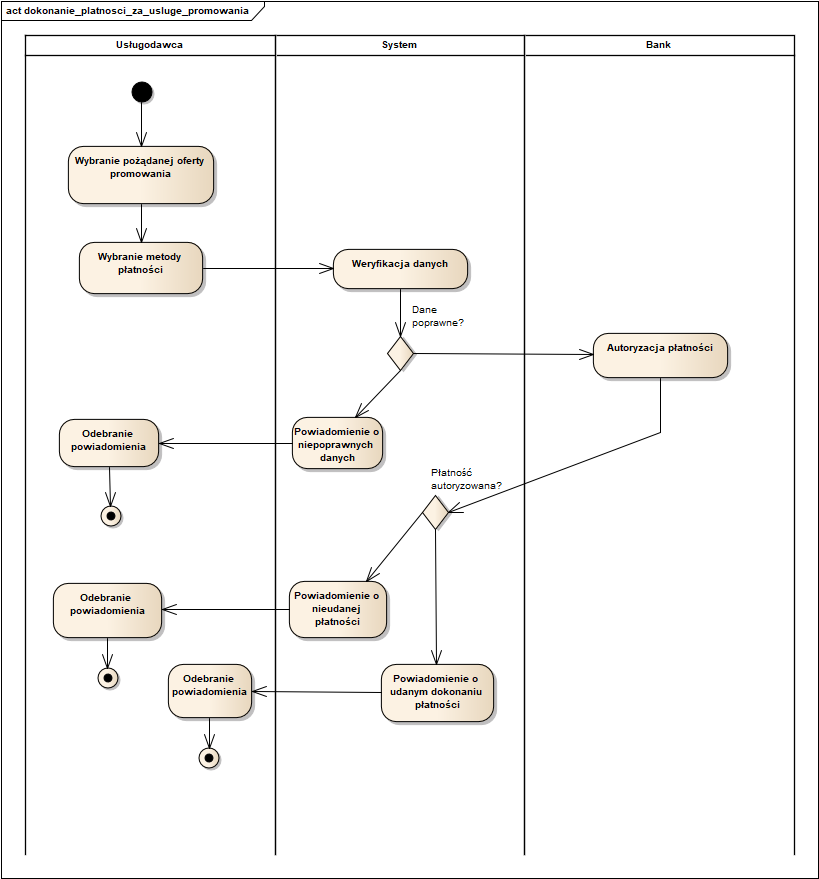 act dokonanie_platnosci_za_usluge_promowania
Usługodawca
System
Bank
Wybranie pożądanej oferty
promowania
Wybranie metody
płatności
Weryfikacja danych
Dane
poprawne?
Autoryzacja płatności
Odebranie
powiadomienia
Powiadomienie o
niepoprawnych
danych
Płatność
autoryzowana?
Odebranie
powiadomienia
Powiadomienie o
nieudanej
płatności
Odebranie
powiadomienia
Powiadomienie o
udanym dokonaniu
płatności